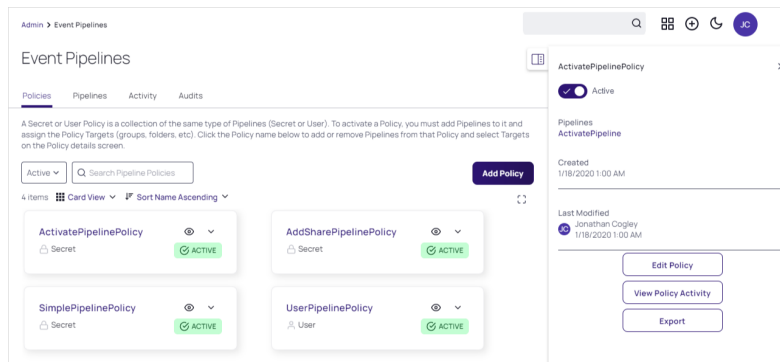 Admin > Event Pipelines
JC
Event Pipelines
Policies Pipelines Activity Audits
A Secret or User Policy is a collection of the same type of Pipelines (Secret or User). To activate a Policy, you must add Pipelines to it and
assign the Policy Targets (groups, folders, etc). Click the Policy name below to add or remove Pipelines from that Policy and select Targets
on the Policy details screen.
Active Search Pipeline Policies Add Policy
4 items Card View Sort Name Ascending
ActivatePipelinePolicy
Secret ACTIVE
AddSharePipelinePolicy
Secret ACTIVE
SimplePipelinePolicy
Secret ACTIVE
UserPipelinePolicy
User ACTIVE
ActivatePipelinePolicy
Active
Pipelines
ActivatePipeline
Created
1/18/2020 1:00 AM
Last Modified
JC Jonathan Cogley
1/18/2020 1:00 AM
Edit Policy
View Policy Activity
Export